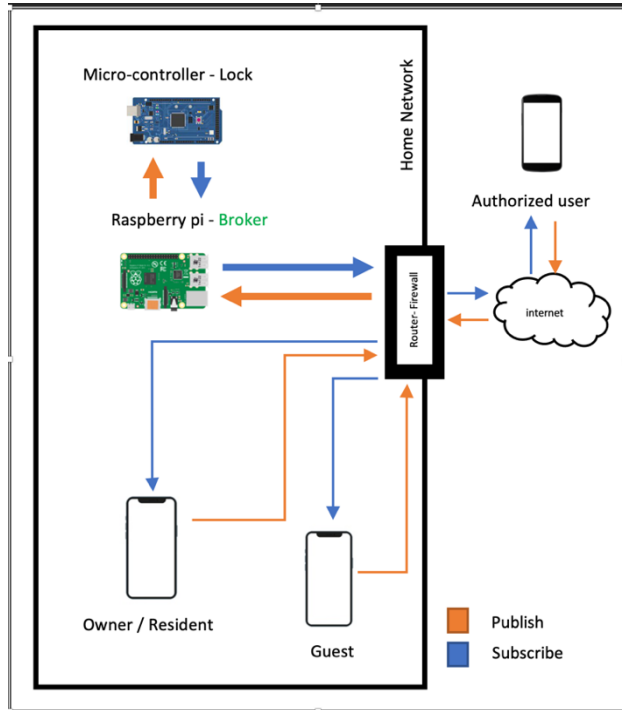 Micro-controller - Lock
Home Network
Raspberry pi - Broker
Authorized user
Router- Firewall
internet
Owner / Resident
Guest
Publish
Subscribe